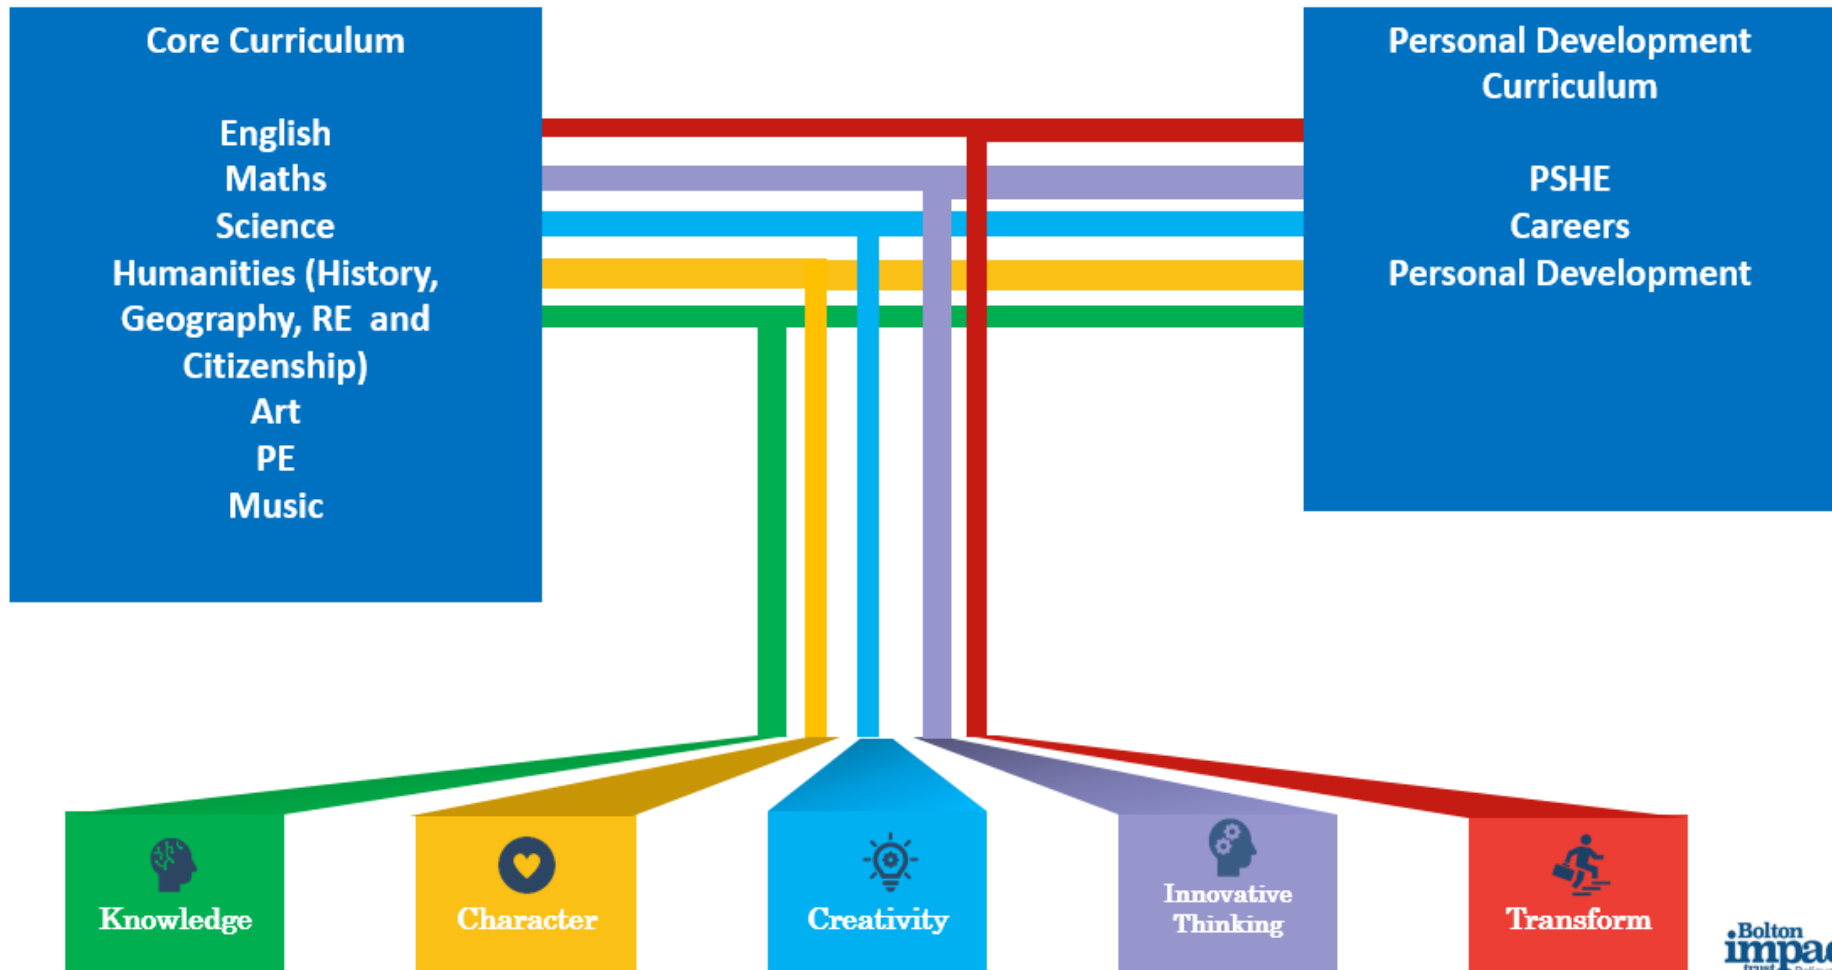 Core Curriculum
English
Maths
Science
Humanities (History,
Geography, RE and
Citizenship)
Art
PE
Music
Personal Development
Curriculum
PSHE
Careers
Personal Development
Knowledge
Character
Creativity
Innovative
Thinking
Transform
Bolton
trust